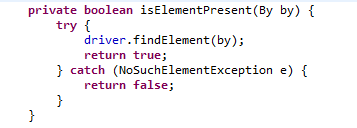 private boolean isElementPresent(By by) {
    try {
        driver.findElement(by);
        return true;
    } catch (NoSuchElementException e) {
        return false;
    }
}